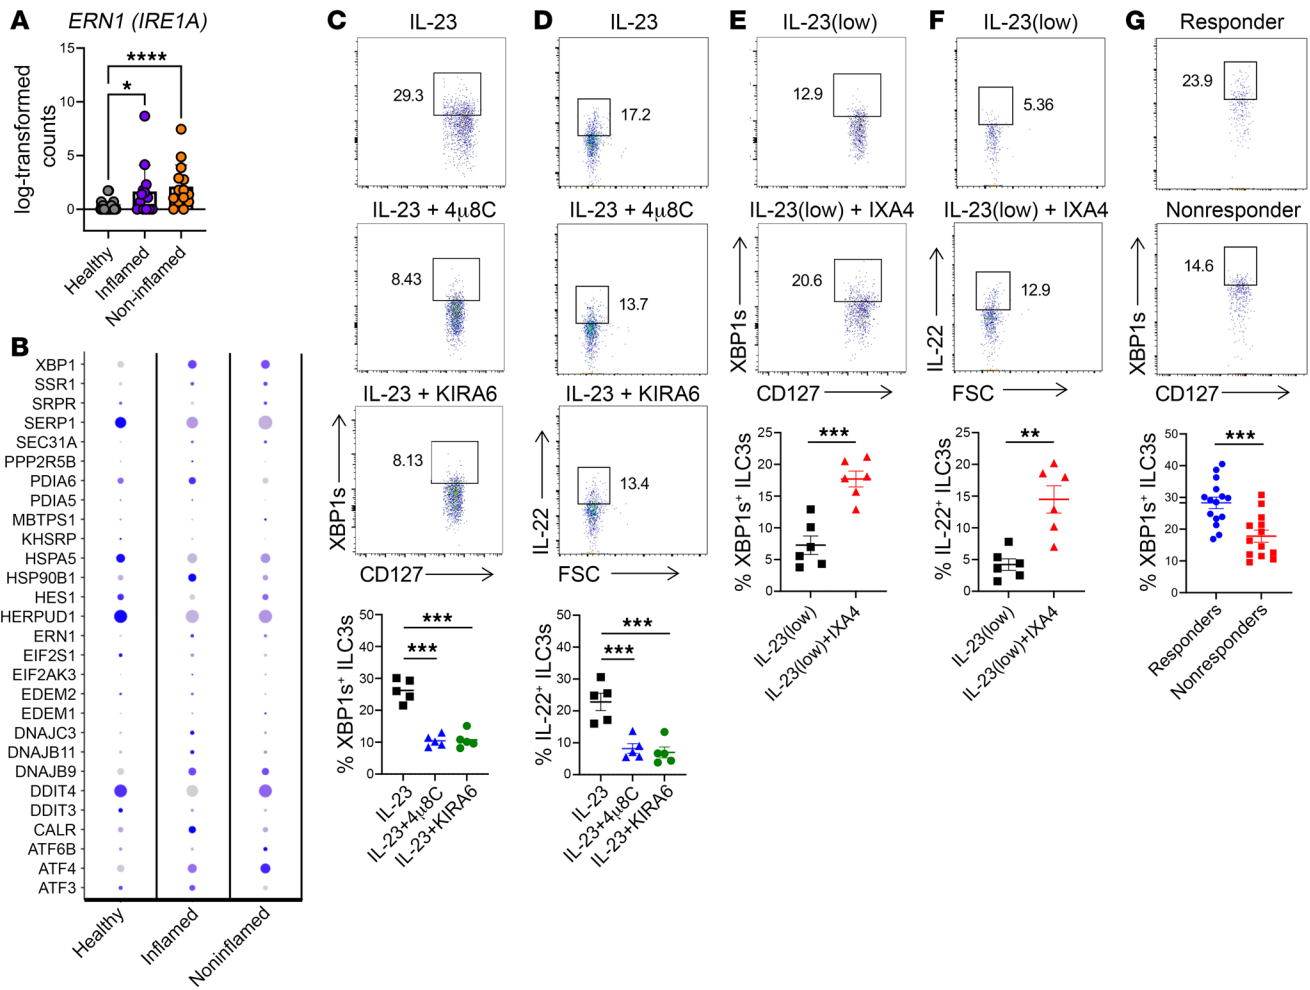 A
ERN1 (IRE1A)
log-transformed
counts
15
10
5
0
****
*
Healthy
Inflamed
Non-inflamed
B
XBP1
SSR1
SRPR
SERP1
SEC31A
PPP2R5B
PDIA6
PDIA5
MBTPS1
KHSRP
HSPA5
HSP90B1
HES1
HERPUD1
ERN1
EIF2S1
EIF2AK3
EDEM2
EDEM1
DNAJC3
DNAJB11
DNAJB9
DDIT4
DDIT3
CALR
ATF6B
ATF4
ATF3
Healthy
Inflamed
Noninflamed
C
IL-23
29.3
IL-23 + 4μ8C
8.43
IL-23 + KIRA6
8.13
XBP1s
CD127
% XBP1s+ ILC3s
50
40
30
20
10
0
***
***
IL-23
IL-23+4μ8C
IL-23+KIRA6
D
IL-23
17.2
IL-23 + 4μ8C
13.7
IL-23 + KIRA6
13.4
IL-22
FSC
% IL-22+ ILC3s
50
40
30
20
10
0
***
***
IL-23
IL-23+4μ8C
IL-23+KIRA6
E
IL-23(low)
12.9
IL-23(low) + IXA4
20.6
XBP1s
CD127
% XBP1s+ ILC3s
25
20
15
10
5
0
***
IL-23(low)
IL-23(low)+IXA4
F
IL-23(low)
5.36
IL-23(low) + IXA4
12.9
IL-22
FSC
% IL-22+ ILC3s
25
20
15
10
5
0
**
IL-23(low)
IL-23(low)+IXA4
G
Responder
23.9
Nonresponder
14.6
XBP1s
CD127
% XBP1s+ ILC3s
50
40
30
20
10
0
***
Responders
Nonresponders